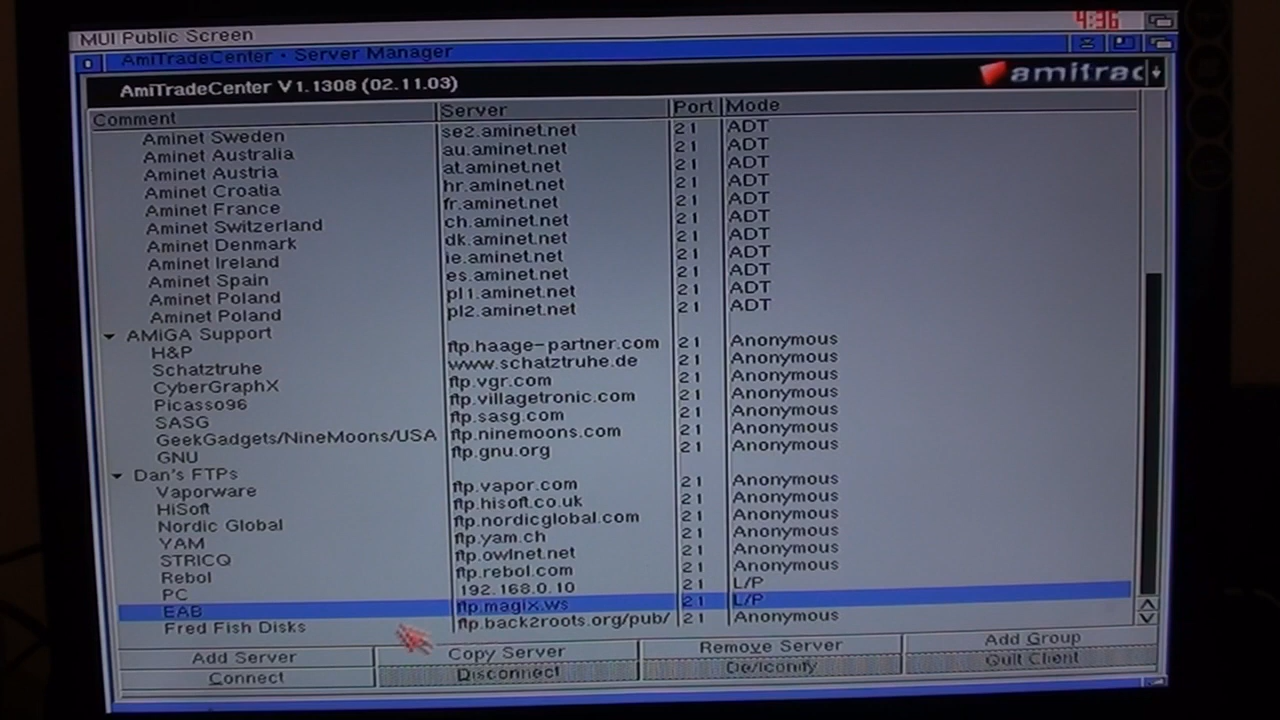 MUI Public Screen 4:36
AmiTradeCenter - Server Manager
AmiTradeCenter V1.1308 (02.11.03) amitrac
Comment Server Port Mode
Aminet Sweden se2.aminet.net 21 ADT
Aminet Australia au.aminet.net 21 ADT
Aminet Austria at.aminet.net 21 ADT
Aminet Croatia hr.aminet.net 21 ADT
Aminet France fr.aminet.net 21 ADT
Aminet Switzerland ch.aminet.net 21 ADT
Aminet Denmark dk.aminet.net 21 ADT
Aminet Ireland ie.aminet.net 21 ADT
Aminet Spain es.aminet.net 21 ADT
Aminet Poland pl1.aminet.net 21 ADT
Aminet Poland pl2.aminet.net 21 ADT
AMiGA Support
H&P ftp.haage-partner.com 21 Anonymous
Schatztruhe www.schatztruhe.de 21 Anonymous
CyberGraphX ftp.vgr.com 21 Anonymous
Picasso96 ftp.villagetronic.com 21 Anonymous
SASG ftp.sasg.com 21 Anonymous
GeekGadgets/NineMoons/USA ftp.ninemoons.com 21 Anonymous
GNU ftp.gnu.org 21 Anonymous
Dan's FTPs
Vaporware ftp.vapor.com 21 Anonymous
HiSoft ftp.hisoft.co.uk 21 Anonymous
Nordic Global ftp.nordicglobal.com 21 Anonymous
YAM ftp.yam.ch 21 Anonymous
STRICQ ftp.owlnet.net 21 Anonymous
Rebol ftp.rebol.com 21 Anonymous
PC 192.168.0.10 21 L/P
EAB ftp.magix.ws 21 L/P
Fred Fish Disks ftp.back2roots.org/pub/ 21 Anonymous
Add Server Copy Server Remove Server Add Group
Connect Disconnect De/Iconify Quit Client